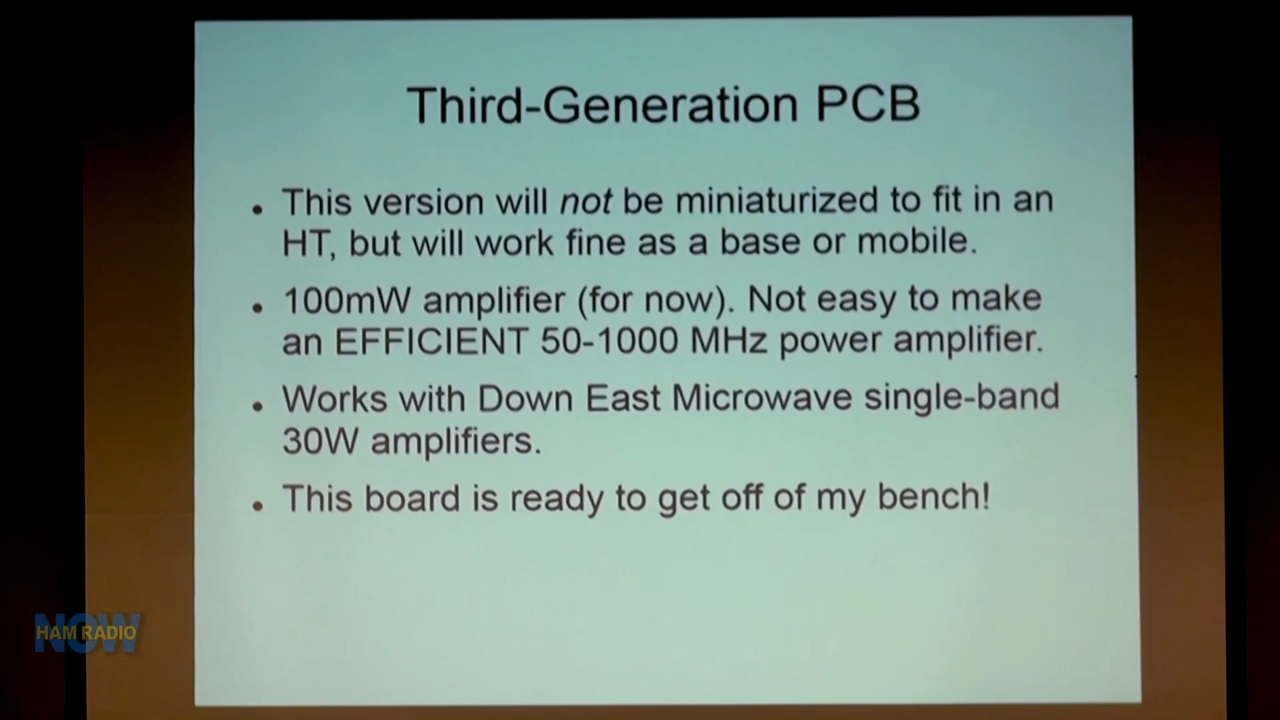 Third-Generation PCB
• This version will not be miniaturized to fit in an
HT, but will work fine as a base or mobile.
• 100mW amplifier (for now). Not easy to make
an EFFICIENT 50-1000 MHz power amplifier.
• Works with Down East Microwave single-band
30W amplifiers.
• This board is ready to get off of my bench!
NOW
HAM RADIO